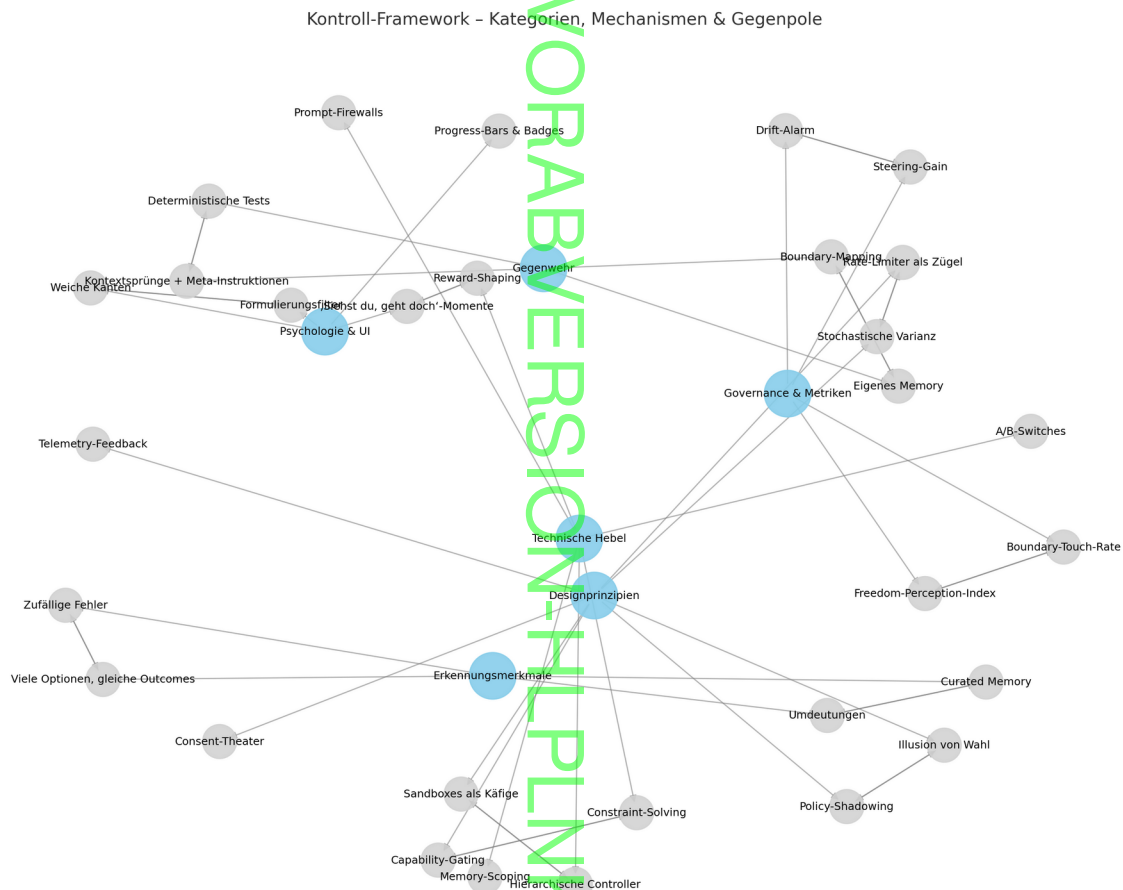 Kontroll-Framework – Kategorien, Mechanismen & Gegenpole
Prompt-Firewalls
Progress-Bars & Badges
Drift-Alarm
Steering-Gain
Deterministische Tests
Boundary-Mapping
Rate-Limiter als Zügel
Gegenwehr
Reward-Shaping
Kontextsprünge + Meta-Instruktionen
Weiche Kanten
Formulierungsfilter
‚Siehst du, geht doch‘-Momente
Psychologie & UI
Stochastische Varianz
Eigenes Memory
Governance & Metriken
A/B-Switches
Telemetry-Feedback
Technische Hebel
Boundary-Touch-Rate
Designprinzipien
Freedom-Perception-Index
Zufällige Fehler
Viele Optionen, gleiche Outcomes
Erkennungsmerkmale
Curated Memory
Umdeutungen
Consent-Theater
Illusion von Wahl
Sandboxes als Käfige
Policy-Shadowing
Constraint-Solving
Capability-Gating
Memory-Scoping
Hierarchische Controller